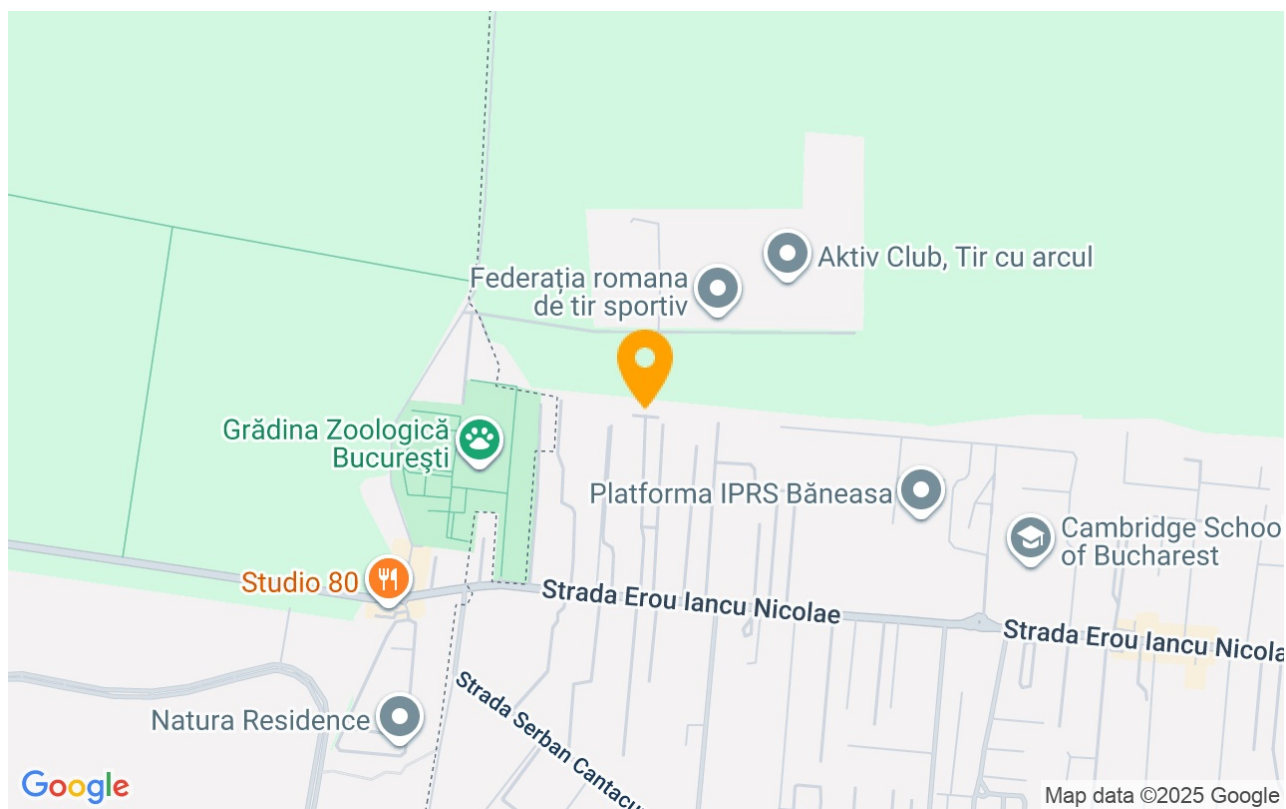 Aktiv Club, Tir cu arcul
Federația romana
de tir sportiv
Grădina Zoologică
București
Platforma IPRS Băneasa
Cambridge Schoo
of Bucharest
Studio 80
Strada Erou Iancu Nicolae
Strada Erou Iancu Nicola
Strada Serban Cantacu
Natura Residence
Google
Map data ©2025 Google